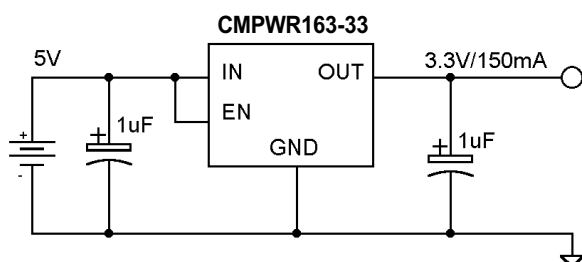 CMPWR163-33
5V
IN
OUT
3.3V/150mA
EN
+
1uF
+
1uF
+
-
GND